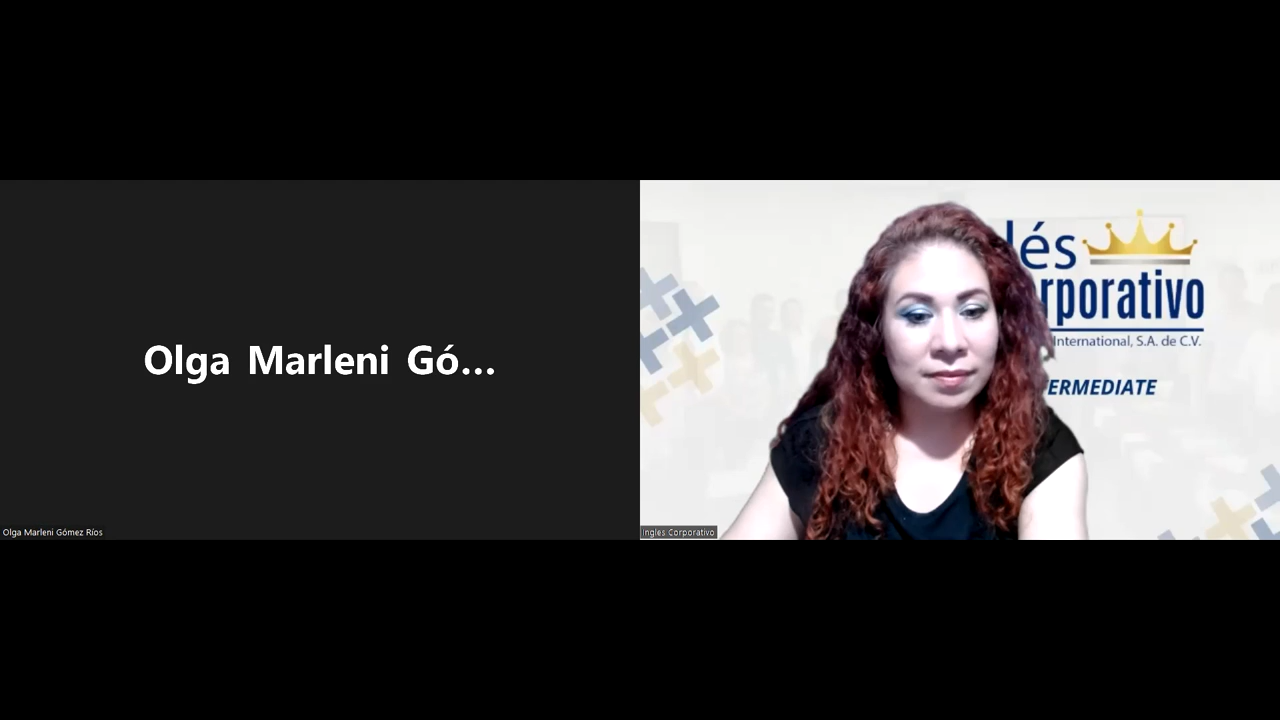 Olga Marleni Gó...
Olga Marleni Gómez Ríos
lés
rporativo
International, S.A. de C.V.
ERMEDIATE
Ingles Corporativo